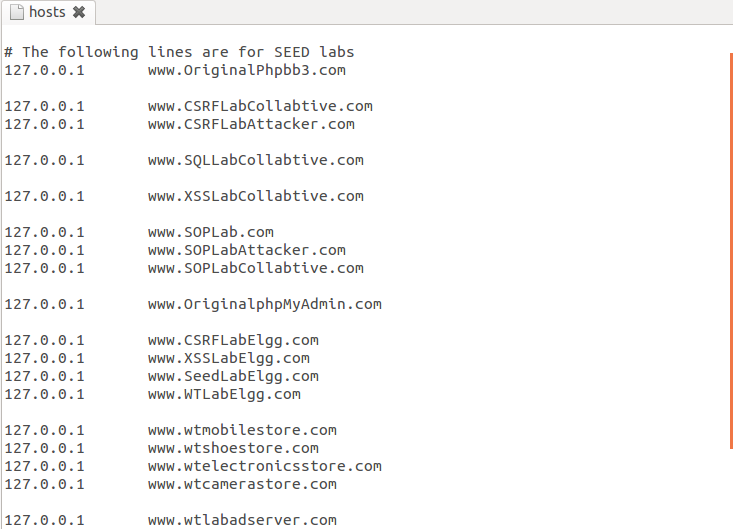 hosts
# The following lines are for SEED labs
127.0.0.1 www.OriginalPhpbb3.com
127.0.0.1 www.CSRFLabCollabtive.com
127.0.0.1 www.CSRFLabAttacker.com
127.0.0.1 www.SQLLabCollabtive.com
127.0.0.1 www.XSSLabCollabtive.com
127.0.0.1 www.SOPLab.com
127.0.0.1 www.SOPLabAttacker.com
127.0.0.1 www.SOPLabCollabtive.com
127.0.0.1 www.OriginalphpMyAdmin.com
127.0.0.1 www.CSRFLabElgg.com
127.0.0.1 www.XSSLabElgg.com
127.0.0.1 www.SeedLabElgg.com
127.0.0.1 www.WTLabElgg.com
127.0.0.1 www.wtmobilestore.com
127.0.0.1 www.wtshoestore.com
127.0.0.1 www.wtelectronicsstore.com
127.0.0.1 www.wtcamerastore.com
127.0.0.1 www.wtlabadserver.com